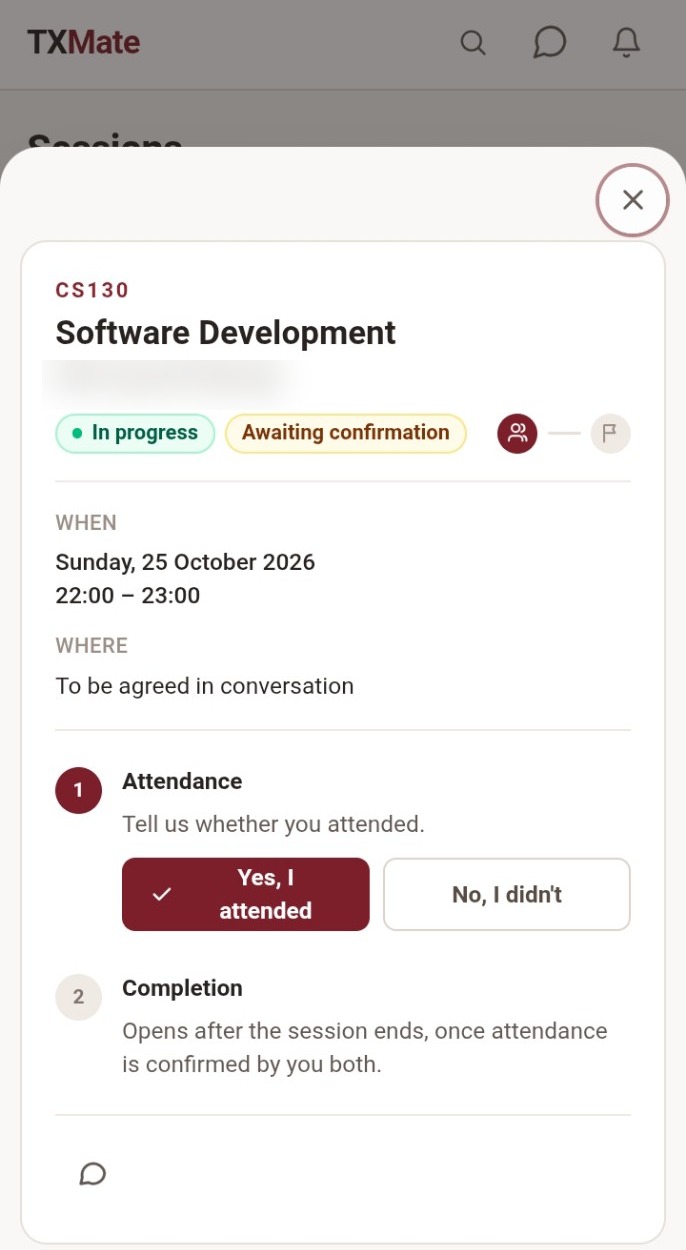 TXMate
Sessions
CS130
Software Development
In progress
Awaiting confirmation
WHEN
Sunday, 25 October 2026
22:00 – 23:00
WHERE
To be agreed in conversation
1
Attendance
Tell us whether you attended.
Yes, I
attended
No, I didn't
2
Completion
Opens after the session ends, once attendance
is confirmed by you both.